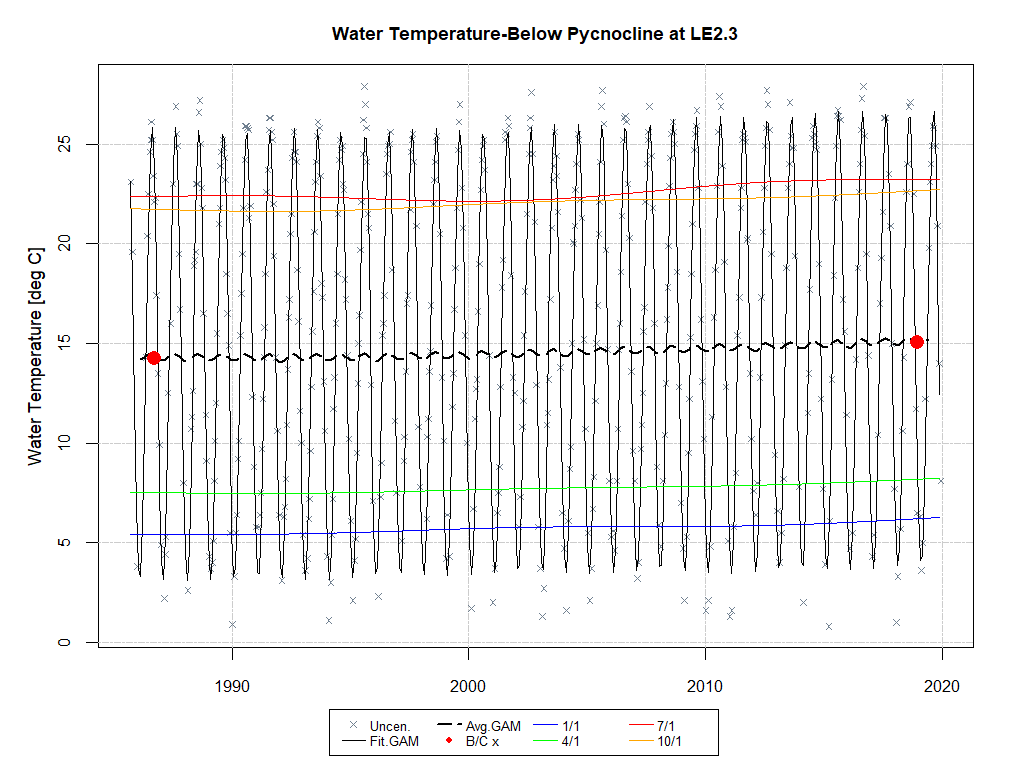 Water Temperature-Below Pycnocline at LE2.3
Water Temperature [deg C]
25
20
15
10
5
0
1990 2000 2010 2020
Uncen. Avg.GAM 1/1 7/1
Fit.GAM B/C x 4/1 10/1